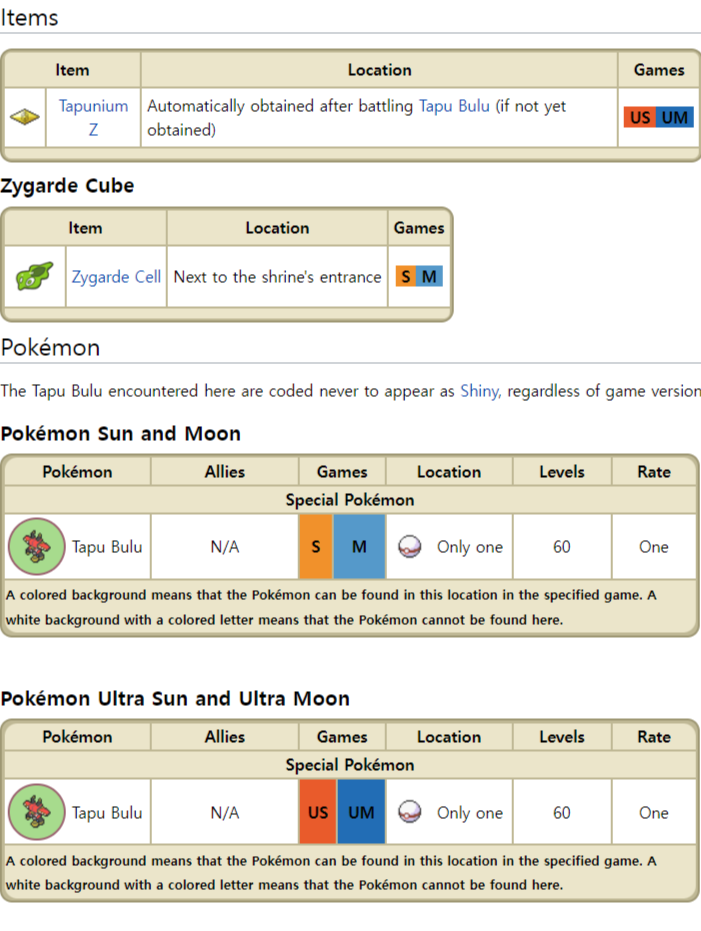 Items
Item Location Games
Tapunium Automatically obtained after battling Tapu Bulu (if not yet
Z obtained) US UM
Zygarde Cube
Item Location Games
Zygarde Cell Next to the shrine's entrance S M
Pokémon
The Tapu Bulu encountered here are coded never to appear as Shiny, regardless of game version
Pokémon Sun and Moon
Pokémon Allies Games Location Levels Rate
Special Pokémon
Tapu Bulu N/A S M Only one 60 One
A colored background means that the Pokémon can be found in this location in the specified game. A
white background with a colored letter means that the Pokémon cannot be found here.
Pokémon Ultra Sun and Ultra Moon
Pokémon Allies Games Location Levels Rate
Special Pokémon
Tapu Bulu N/A US UM Only one 60 One
A colored background means that the Pokémon can be found in this location in the specified game. A
white background with a colored letter means that the Pokémon cannot be found here.